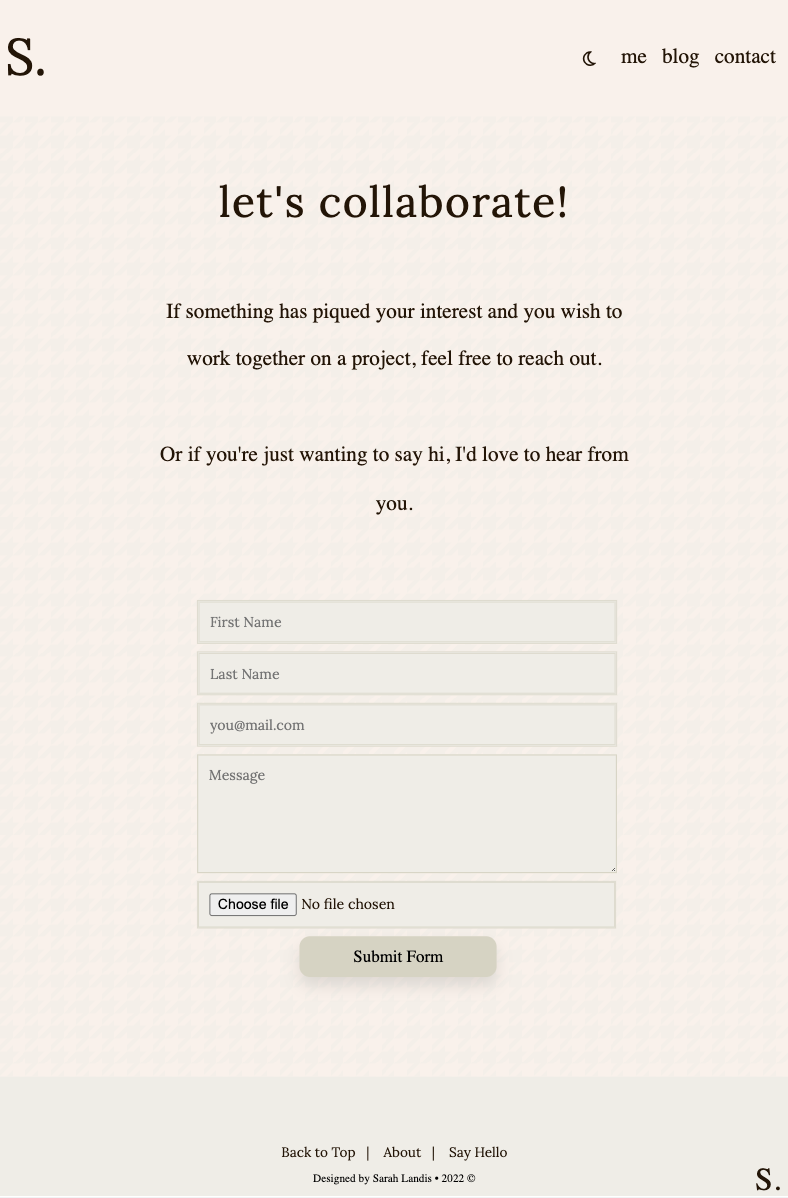 S.
me blog contact
let's collaborate!
If something has piqued your interest and you wish to
work together on a project, feel free to reach out.
Or if you're just wanting to say hi, I'd love to hear from
you.
First Name
Last Name
you@mail.com
Message
Choose file No file chosen
Submit Form
Back to Top | About | Say Hello
Designed by Sarah Landis • 2022 ©
S.